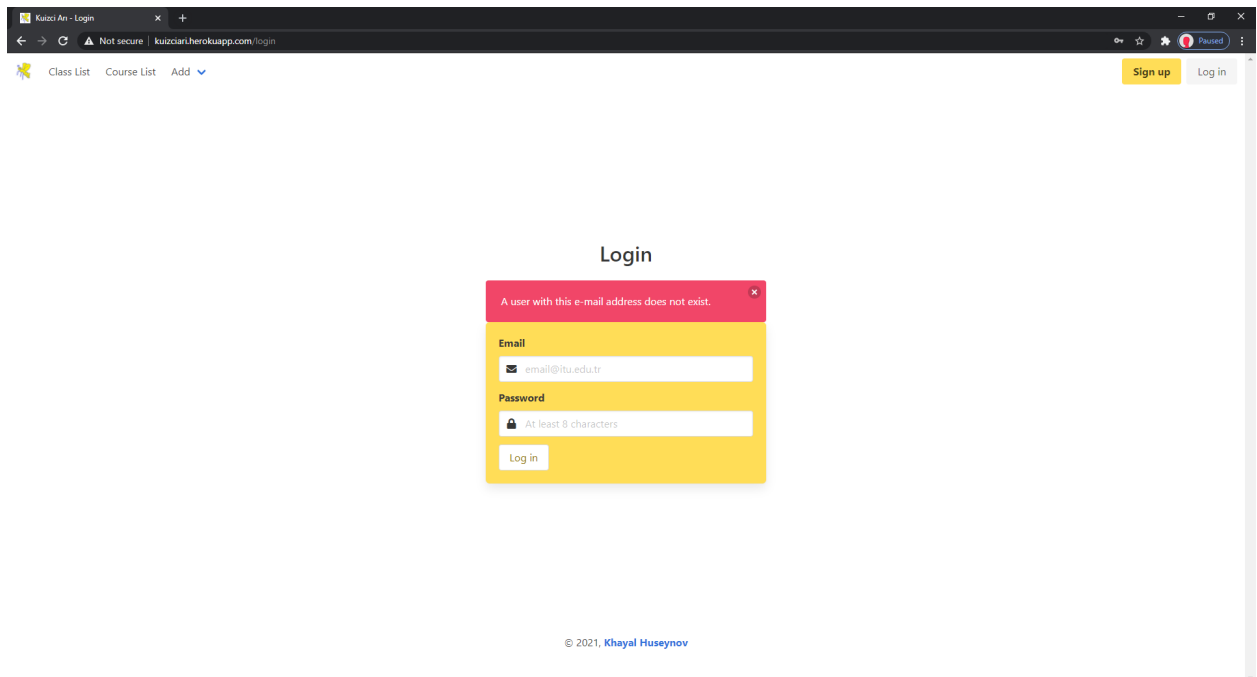 Kuizci Arı - Login
Not secure | kuizciari.herokuapp.com/login
Paused
Class List Course List Add
Sign up Log in
Login
A user with this e-mail address does not exist.
Email
email@itu.edu.tr
Password
At least 8 characters
Log in
© 2021, Khayal Huseynov